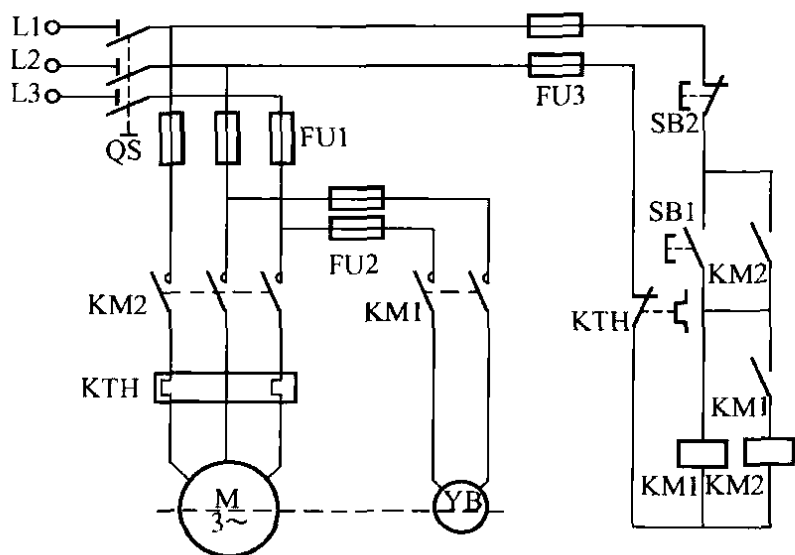 L1
L2
L3
QS
FU1
FU2
FU3
SB2
SB1
KM2
KM2
KM1
KTH
KTH
KM1
KM1 KM2
M
3~
YB